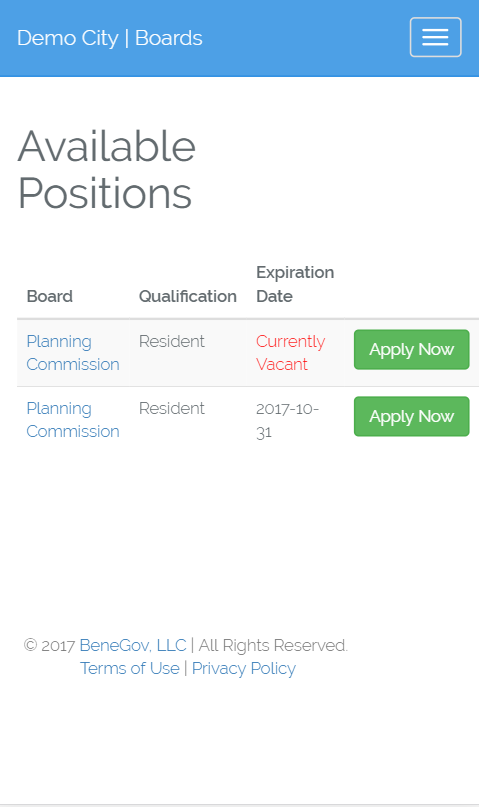 Demo City | Boards
Available
Positions
Board Qualification Expiration
Date
Planning
Commission Resident Currently
Vacant Apply Now
Planning
Commission Resident 2017-10-
31 Apply Now
© 2017 BeneGov, LLC | All Rights Reserved.
Terms of Use | Privacy Policy